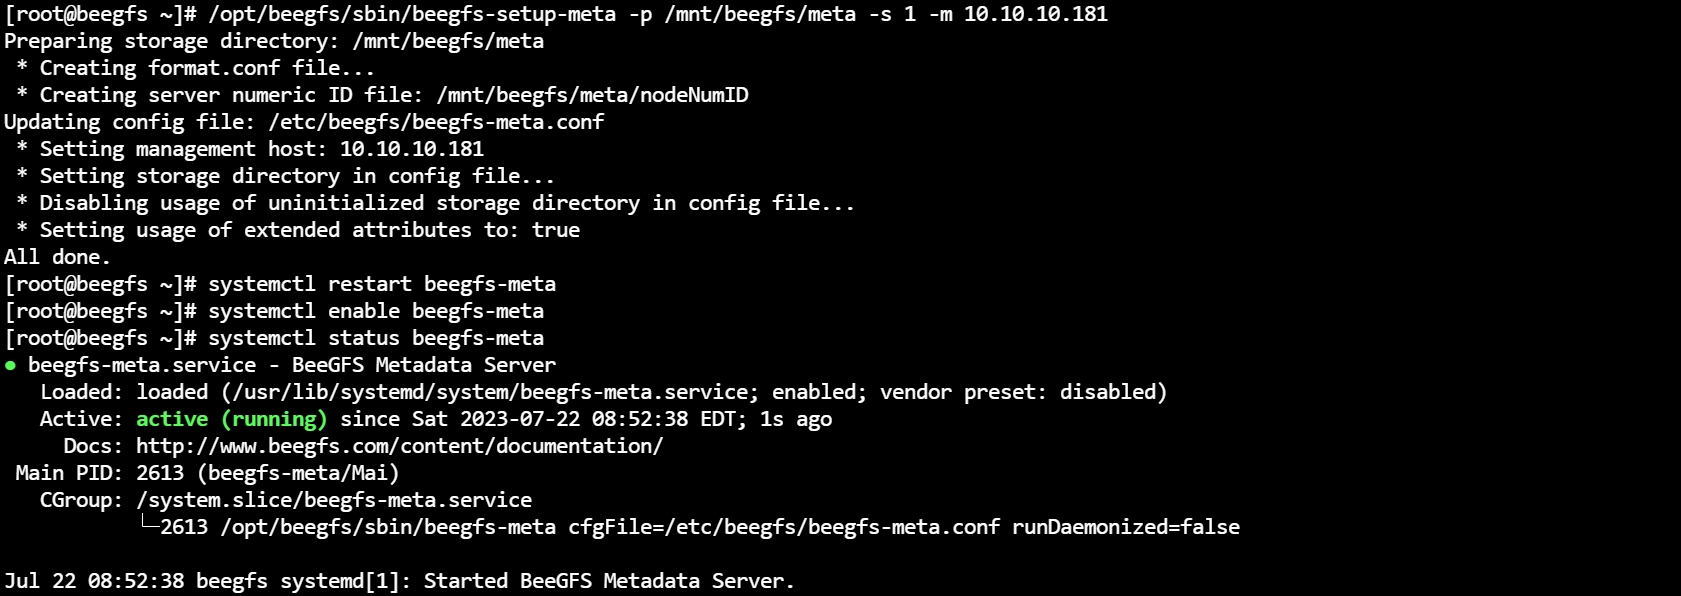 [root@beegfs ~]# /opt/beegfs/sbin/beegfs-setup-meta -p /mnt/beegfs/meta -s 1 -m 10.10.10.181
Preparing storage directory: /mnt/beegfs/meta
 * Creating format.conf file...
 * Creating server numeric ID file: /mnt/beegfs/meta/nodeNumID
Updating config file: /etc/beegfs/beegfs-meta.conf
 * Setting management host: 10.10.10.181
 * Setting storage directory in config file...
 * Disabling usage of uninitialized storage directory in config file...
 * Setting usage of extended attributes to: true
All done.
[root@beegfs ~]# systemctl restart beegfs-meta
[root@beegfs ~]# systemctl enable beegfs-meta
[root@beegfs ~]# systemctl status beegfs-meta
● beegfs-meta.service - BeeGFS Metadata Server
   Loaded: loaded (/usr/lib/systemd/system/beegfs-meta.service; enabled; vendor preset: disabled)
   Active: active (running) since Sat 2023-07-22 08:52:38 EDT; 1s ago
     Docs: http://www.beegfs.com/content/documentation/
 Main PID: 2613 (beegfs-meta/Mai)
   CGroup: /system.slice/beegfs-meta.service
           └─2613 /opt/beegfs/sbin/beegfs-meta cfgFile=/etc/beegfs/beegfs-meta.conf runDaemonized=false
Jul 22 08:52:38 beegfs systemd[1]: Started BeeGFS Metadata Server.